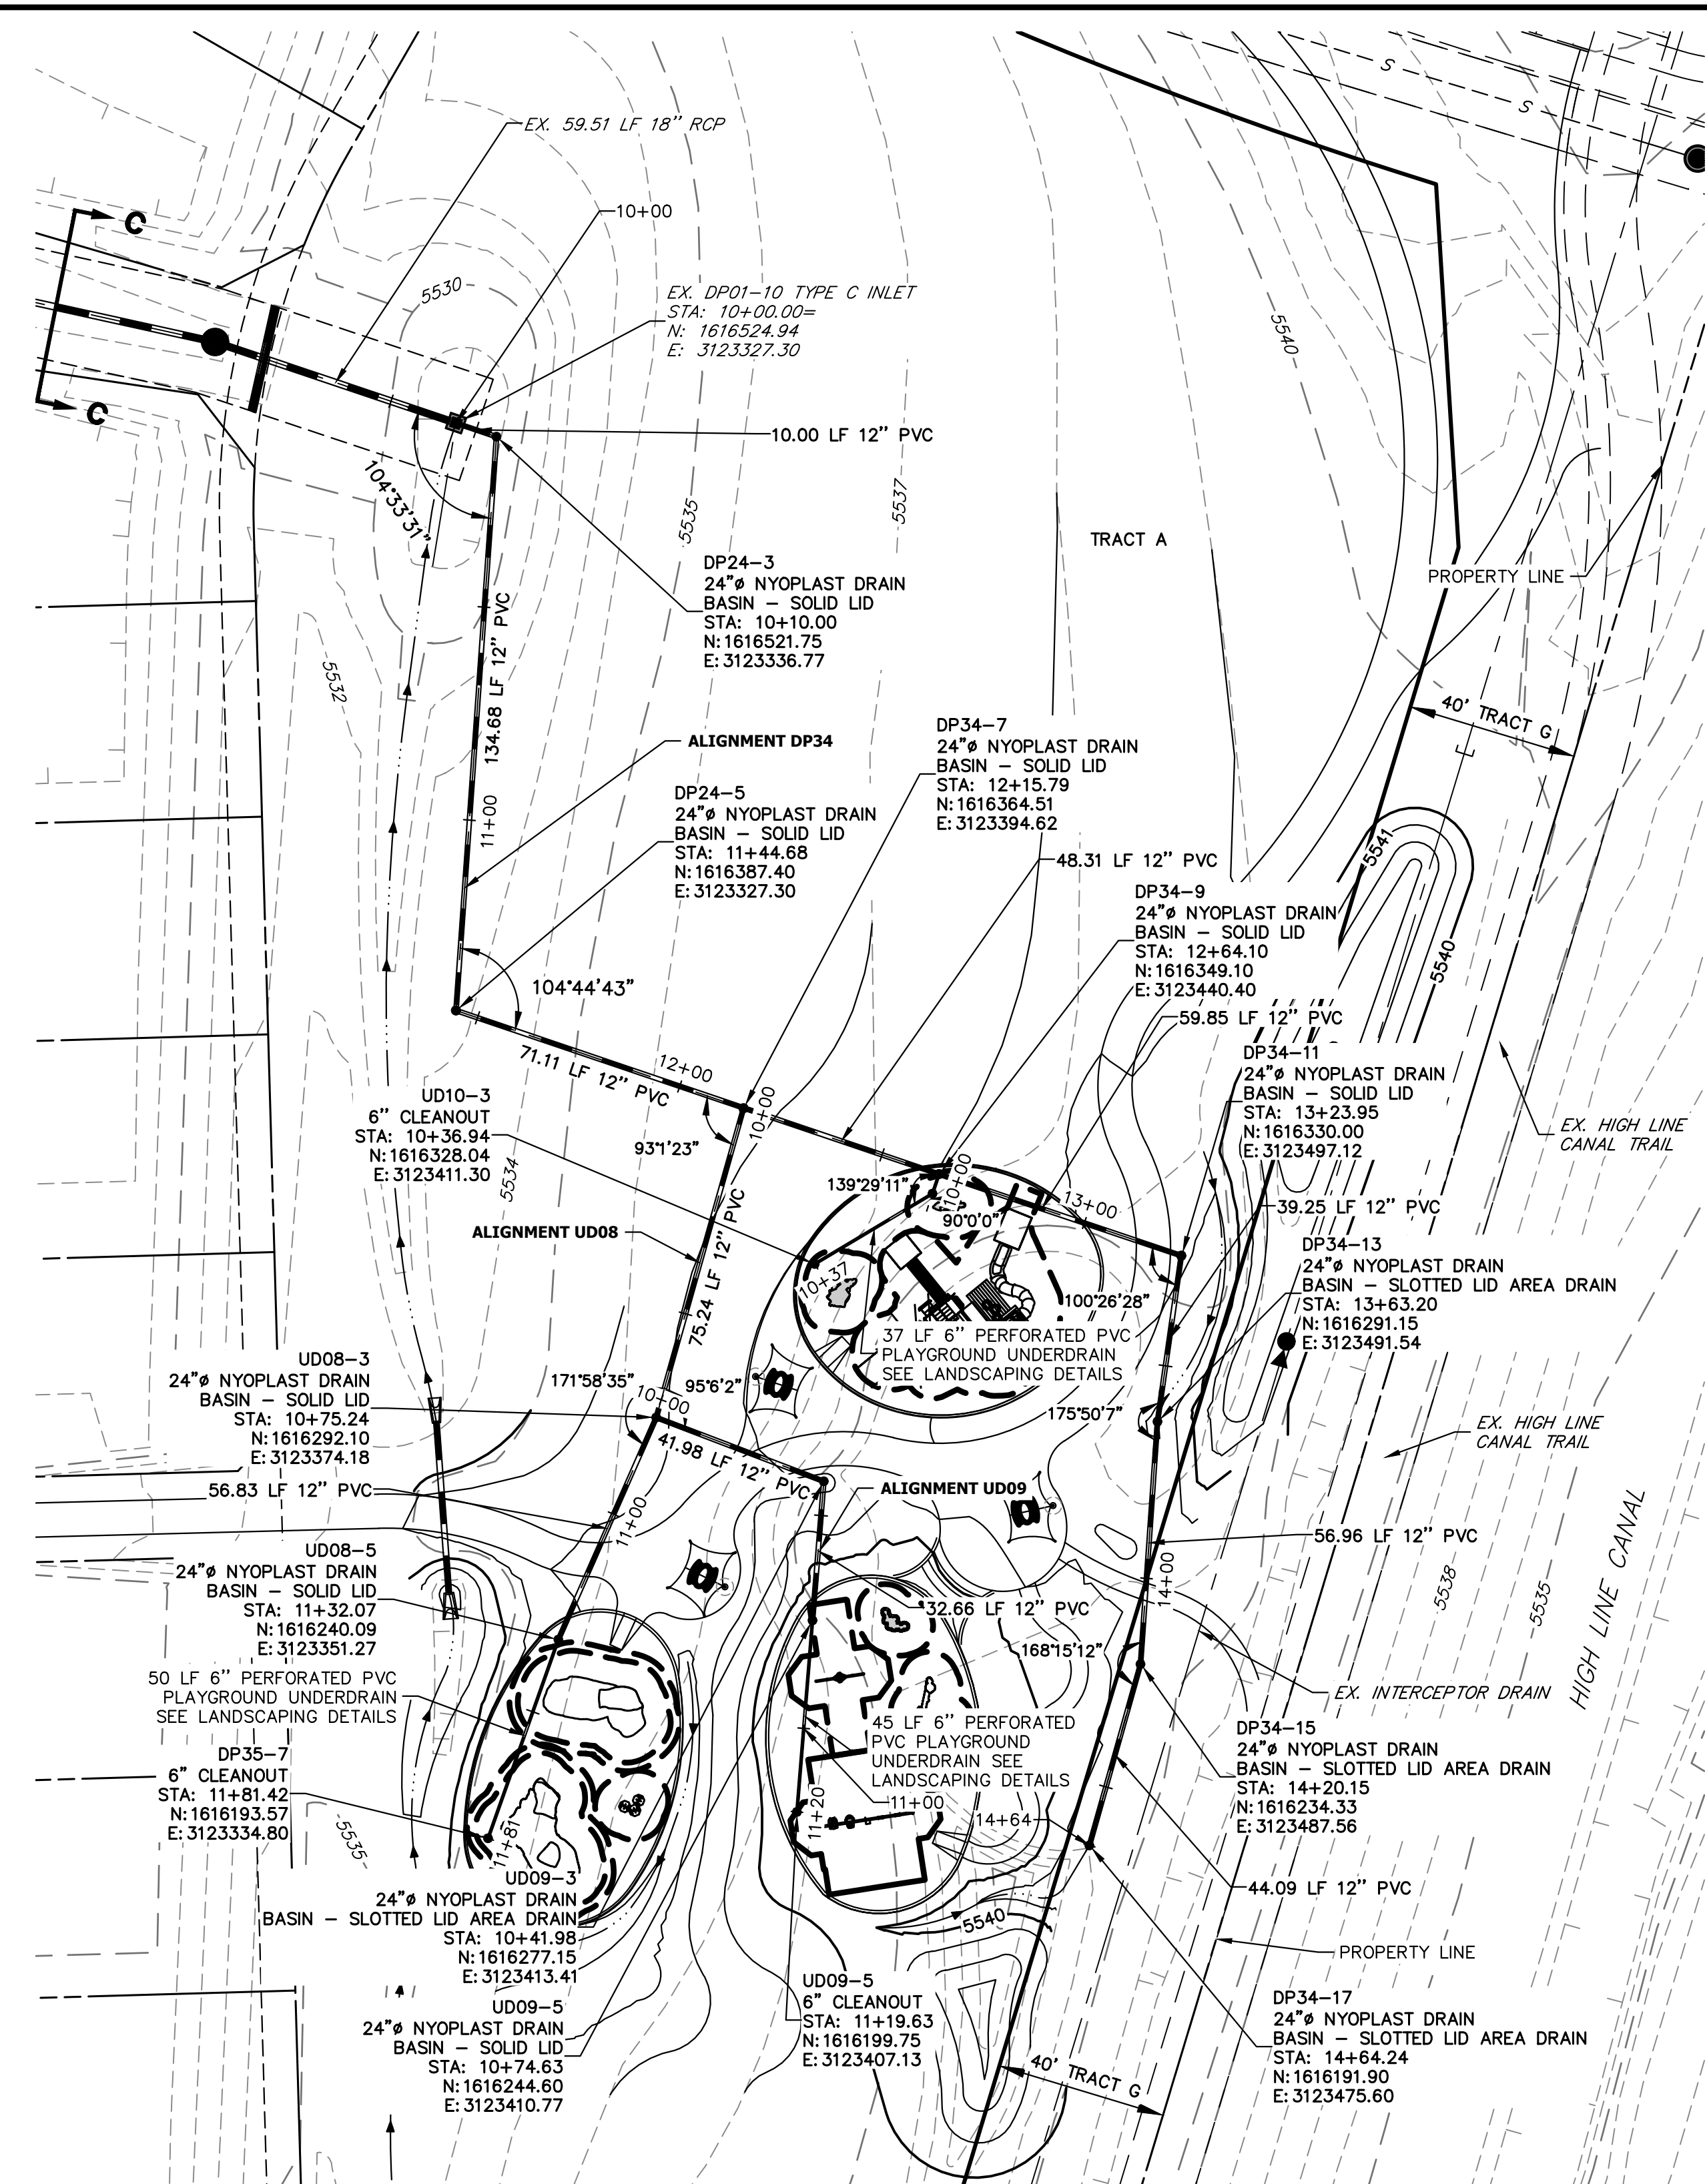 S
S
EX. 59.51 LF 18" RCP
10+00
C
5530
EX. DP01-10 TYPE C INLET
STA: 10+00.00=
N: 1616524.94
E: 3123327.30
5540
C
10.00 LF 12" PVC
104°33'31"
5535
5537
TRACT A
DP24-3
24"ø NYOPLAST DRAIN
BASIN - SOLID LID
STA: 10+10.00
N:1616521.75
E:3123336.77
PROPERTY LINE
134.68 LF 12" PVC
5532
40' TRACT G
ALIGNMENT DP34
DP34-7
24"ø NYOPLAST DRAIN
BASIN - SOLID LID
STA: 12+15.79
N:1616364.51
E:3123394.62
DP24-5
24"ø NYOPLAST DRAIN
BASIN - SOLID LID
STA: 11+44.68
N:1616387.40
E:3123327.30
11+00
5541
48.31 LF 12" PVC
DP34-9
24"ø NYOPLAST DRAIN
BASIN - SOLID LID
STA: 12+64.10
N:1616349.10
E:3123440.40
5540
104°44'43"
59.85 LF 12" PVC
71.11 LF 12" PVC
12+00
DP34-11
24"ø NYOPLAST DRAIN
BASIN - SOLID LID
STA: 13+23.95
N:1616330.00
E:3123497.12
UD10-3
6" CLEANOUT
STA: 10+36.94
N:1616328.04
E:3123411.30
10+00
93°1'23"
EX. HIGH LINE
CANAL TRAIL
5534
139°29'11"
10+00
90°0'0"
13+00
39.25 LF 12" PVC
ALIGNMENT UD08
75.24 LF 12" PVC
10+37
DP34-13
24"ø NYOPLAST DRAIN
BASIN - SLOTTED LID AREA DRAIN
STA: 13+63.20
N:1616291.15
E:3123491.54
100°26'28"
37 LF 6" PERFORATED PVC
PLAYGROUND UNDERDRAIN
SEE LANDSCAPING DETAILS
UD08-3
24"ø NYOPLAST DRAIN
BASIN - SOLID LID
STA: 10+75.24
N:1616292.10
E:3123374.18
171°58'35"
10+00
95°6'2"
175°50'7"
EX. HIGH LINE
CANAL TRAIL
41.98 LF 12" PVC
56.83 LF 12" PVC
ALIGNMENT UD09
11+00
56.96 LF 12" PVC
UD08-5
24"ø NYOPLAST DRAIN
BASIN - SOLID LID
STA: 11+32.07
N:1616240.09
E:3123351.27
14+00
5538
5535
HIGH LINE CANAL
32.66 LF 12" PVC
168°15'12"
50 LF 6" PERFORATED PVC
PLAYGROUND UNDERDRAIN
SEE LANDSCAPING DETAILS
EX. INTERCEPTOR DRAIN
45 LF 6" PERFORATED
PVC PLAYGROUND
UNDERDRAIN SEE
LANDSCAPING DETAILS
DP34-15
24"ø NYOPLAST DRAIN
BASIN - SLOTTED LID AREA DRAIN
STA: 14+20.15
N:1616234.33
E:3123487.56
DP35-7
6" CLEANOUT
STA: 11+81.42
N:1616193.57
E:3123334.80
11+00
11+20
14+64
5535
11+81
44.09 LF 12" PVC
UD09-3
24"ø NYOPLAST DRAIN
BASIN - SLOTTED LID AREA DRAIN
STA: 10+41.98
N:1616277.15
E:3123413.41
5540
PROPERTY LINE
UD09-5
6" CLEANOUT
STA: 11+19.63
N:1616199.75
E:3123407.13
DP34-17
24"ø NYOPLAST DRAIN
BASIN - SLOTTED LID AREA DRAIN
STA: 14+64.24
N:1616191.90
E:3123475.60
UD09-5
24"ø NYOPLAST DRAIN
BASIN - SOLID LID
STA: 10+74.63
N:1616244.60
E:3123410.77
40' TRACT G